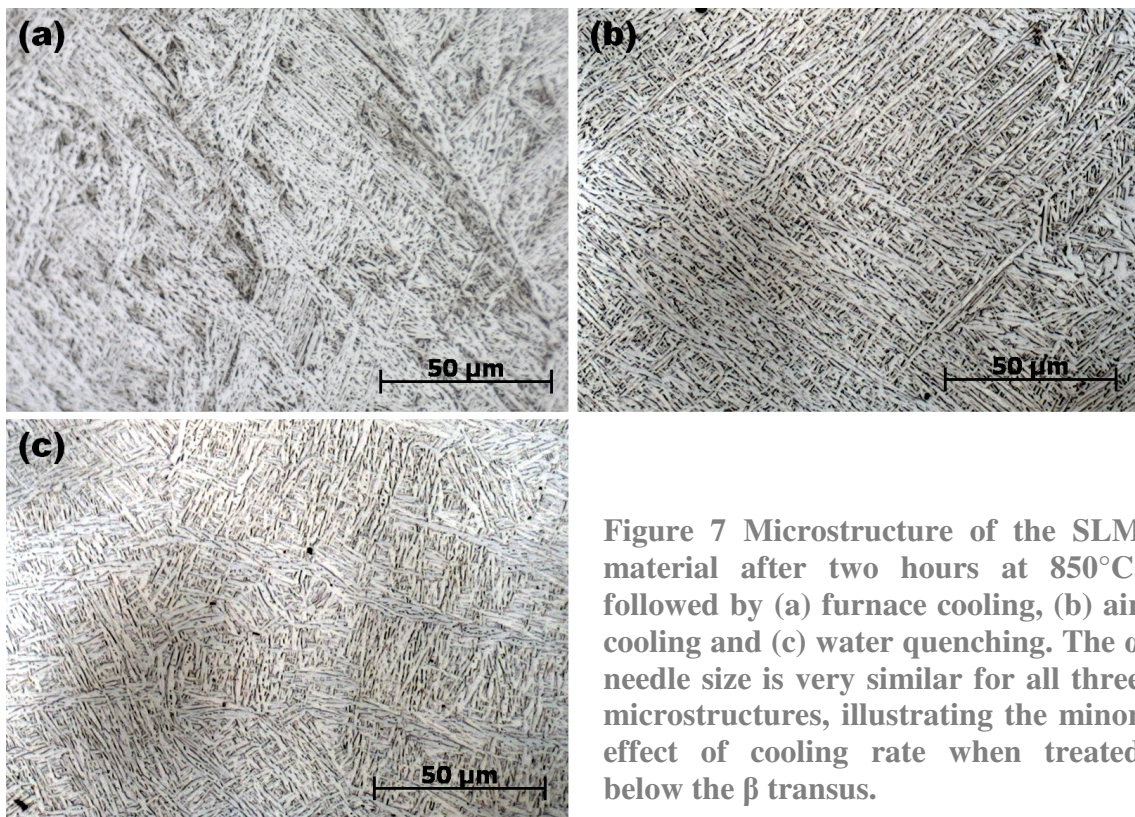 (a)
(b)
50 µm
50 µm
(c)
50 µm
Figure 7 Microstructure of the SLM
material after two hours at 850°C
followed by (a) furnace cooling, (b) air
cooling and (c) water quenching. The α
needle size is very similar for all three
microstructures, illustrating the minor
effect of cooling rate when treated
below the β transus.